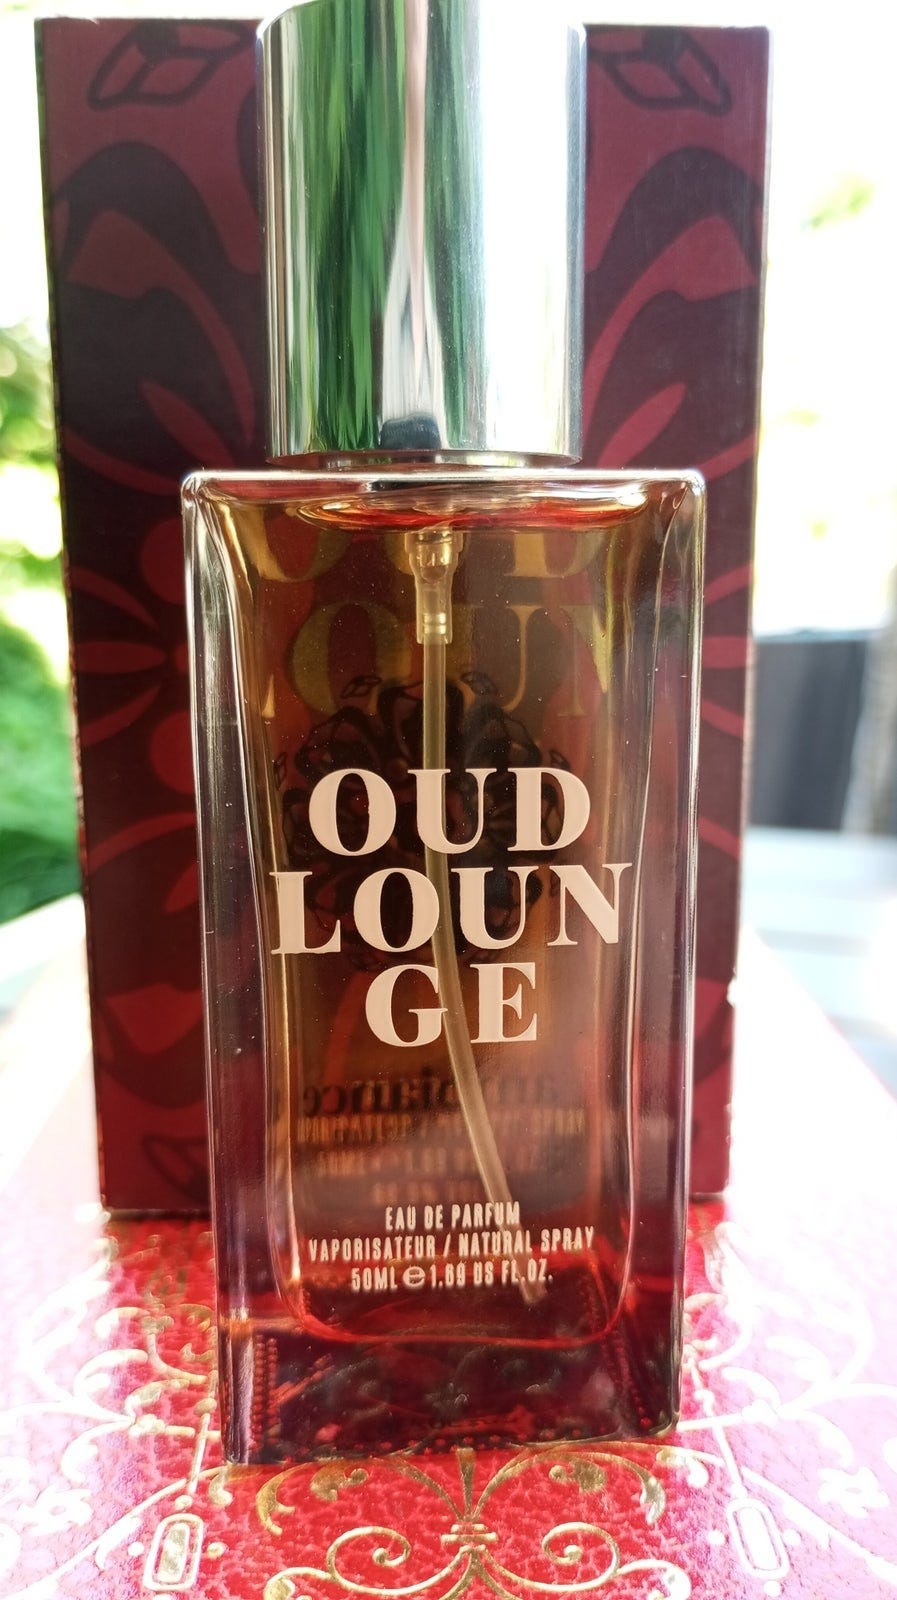 OUD
LOUN
GE
EAU DE PARFUM
VAPORISATEUR / NATURAL SPRAY
50ML ℮ 1.69 US FL.OZ.